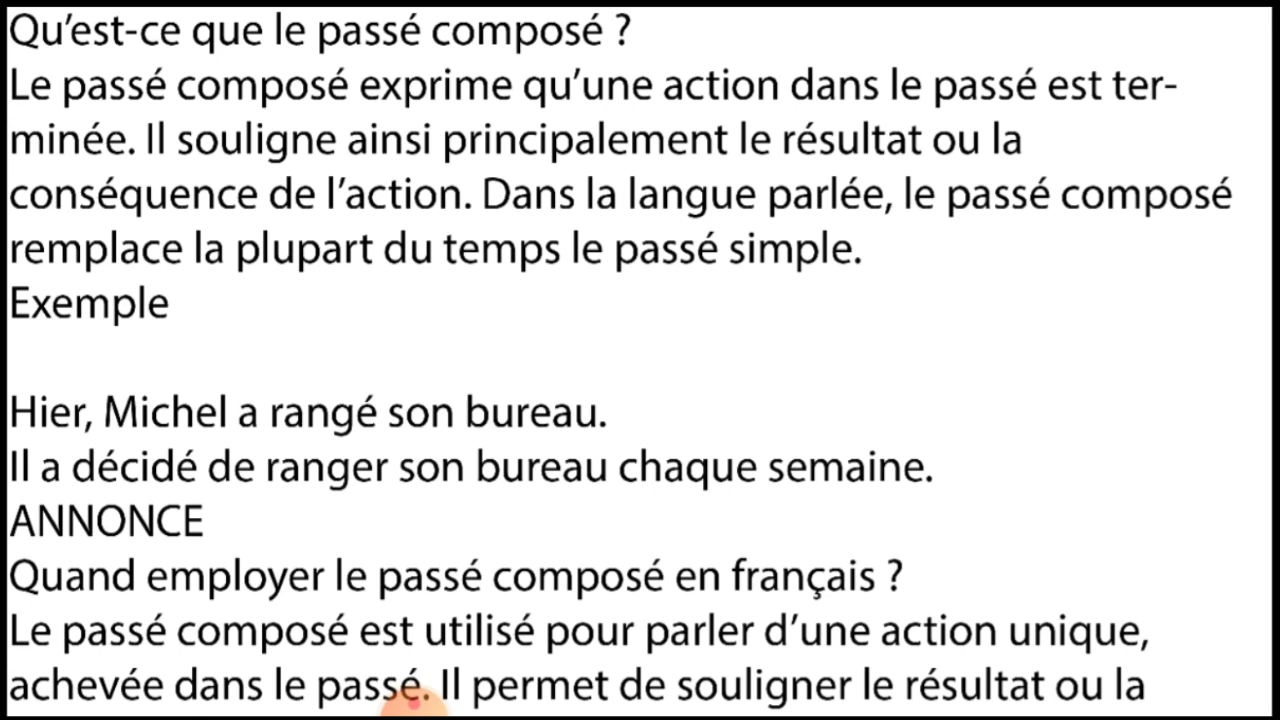 Qu’est-ce que le passé composé ?
Le passé composé exprime qu’une action dans le passé est ter-
minée. Il souligne ainsi principalement le résultat ou la
conséquence de l’action. Dans la langue parlée, le passé composé
remplace la plupart du temps le passé simple.
Exemple
Hier, Michel a rangé son bureau.
Il a décidé de ranger son bureau chaque semaine.
ANNONCE
Quand employer le passé composé en français ?
Le passé composé est utilisé pour parler d’une action unique,
achevée dans le passé. Il permet de souligner le résultat ou la